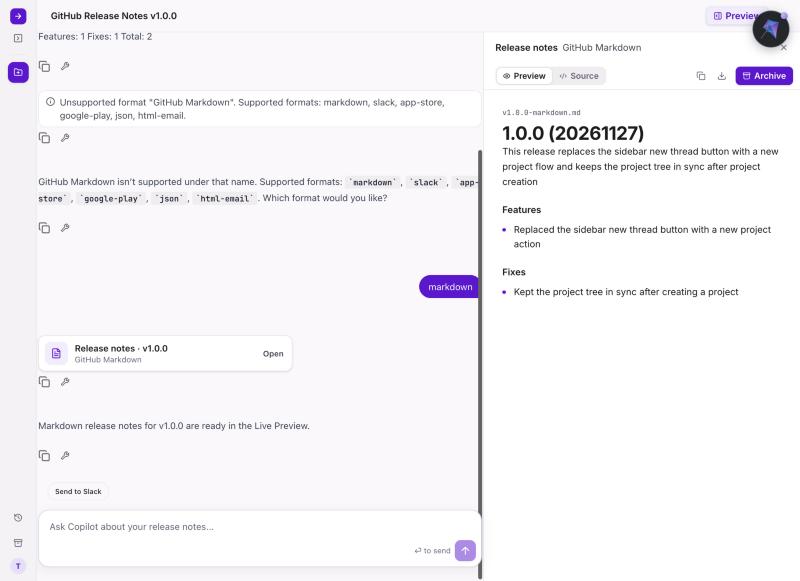 GitHub Release Notes v1.0.0
Preview
Features: 1 Fixes: 1 Total: 2
Unsupported format "GitHub Markdown". Supported formats: markdown, slack, app-store,
google-play, json, html-email.
GitHub Markdown isn't supported under that name. Supported formats: `markdown`, `slack`, `app-
store`, `google-play`, `json`, `html-email`. Which format would you like?
markdown
Release notes · v1.0.0
GitHub Markdown
Open
Markdown release notes for v1.0.0 are ready in the Live Preview.
Send to Slack
Ask Copilot about your release notes...
↵ to send
T
Release notes GitHub Markdown
Preview
Source
Archive
v1.0.0-markdown.md
1.0.0 (20261127)
This release replaces the sidebar new thread button with a new
project flow and keeps the project tree in sync after project
creation
Features
• Replaced the sidebar new thread button with a new project
action
Fixes
• Kept the project tree in sync after creating a project